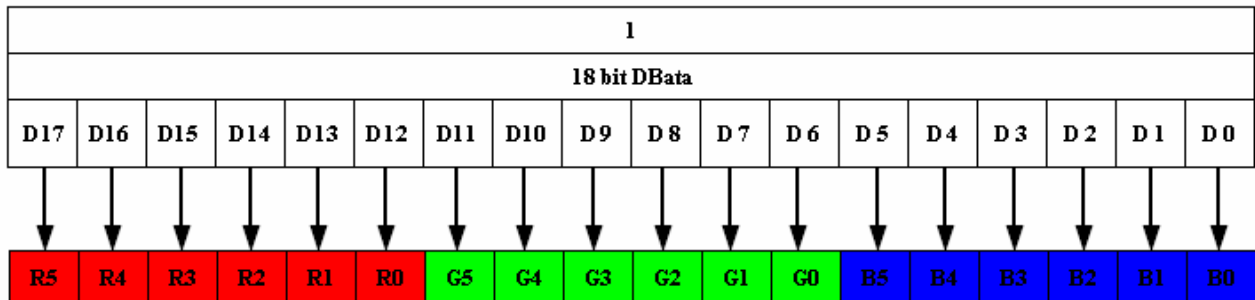 1
18 bit DBata
D17 D16 D15 D14 D13 D12 D11 D10 D9 D 8 D 7 D 6 D 5 D 4 D 3 D 2 D 1 D 0
R5 R4 R3 R2 R1 R0 G5 G4 G3 G2 G1 G0 B5 B4 B3 B2 B1 B0